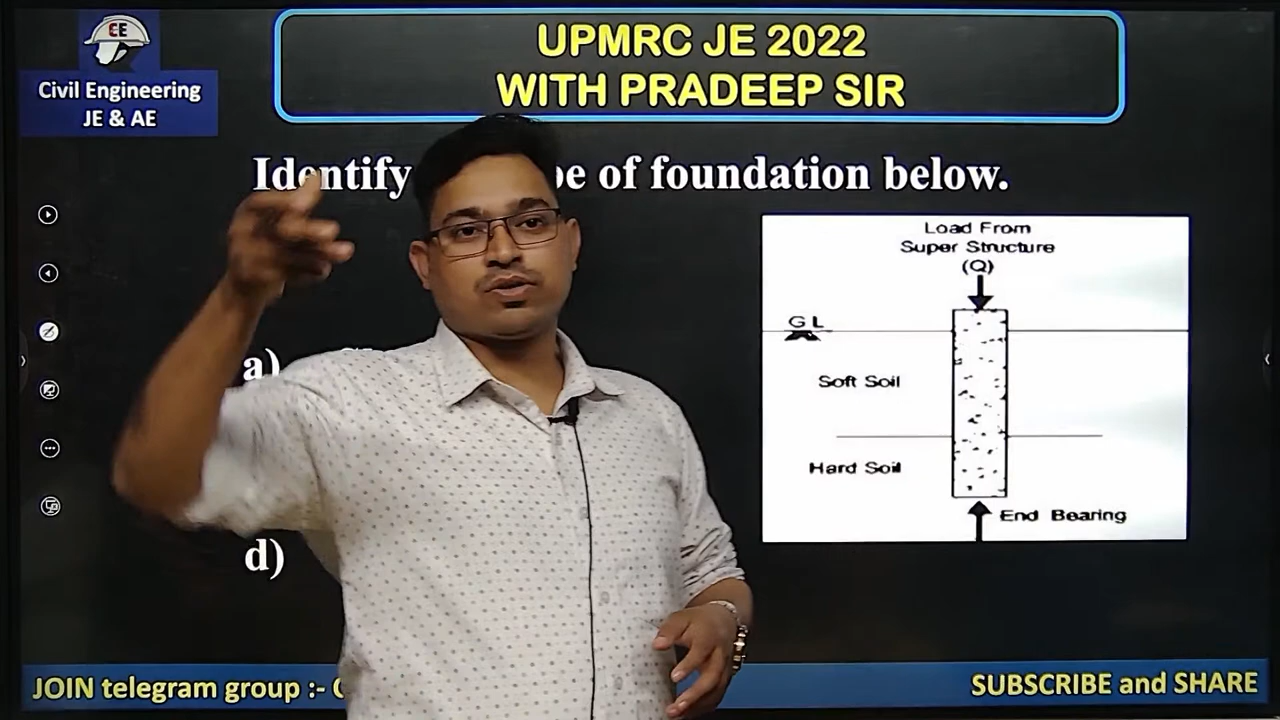 CE
Civil Engineering
JE & AE
UPMRC JE 2022
WITH PRADEEP SIR
Identify of foundation below.
Load From
Super Structure
(Q)
GL
Soft Soil
Hard Soil
End Bearing
a)
d)
JOIN telegram group :-
SUBSCRIBE and SHARE